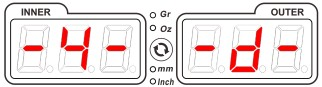 INNER
OUTER
Gr
Oz
mm
Inch
-4-
-d-